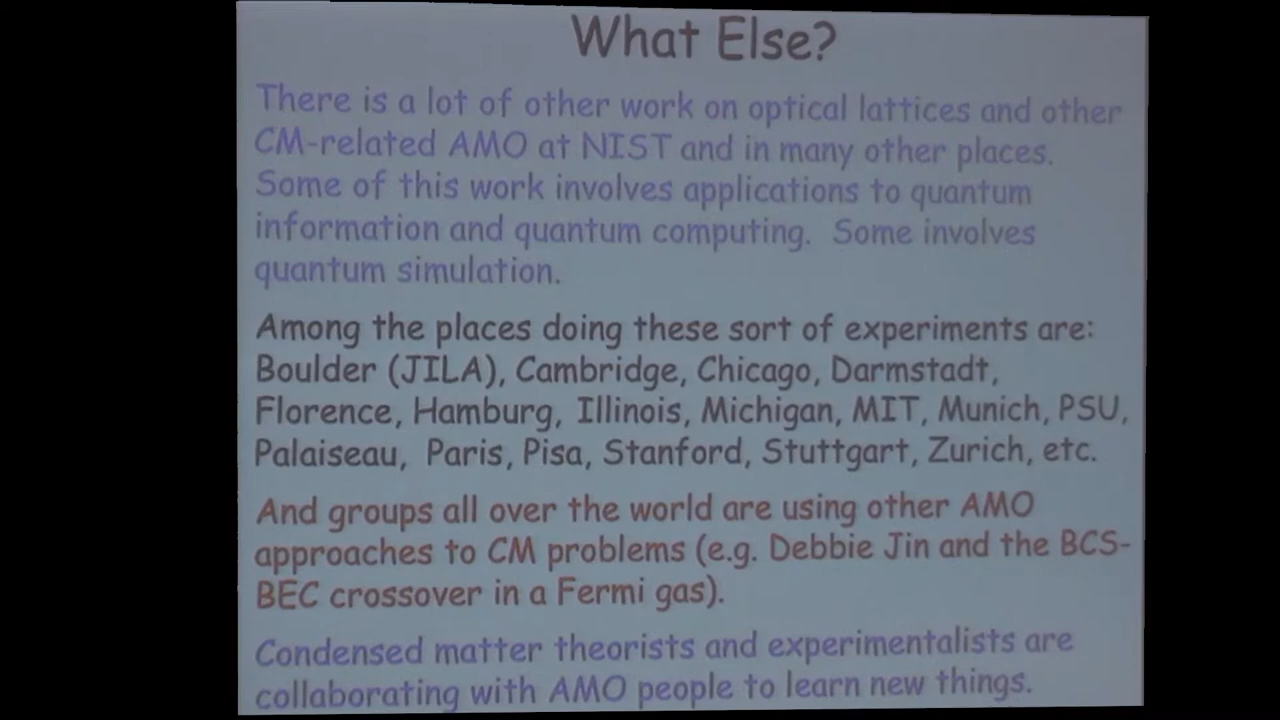 What Else?
There is a lot of other work on optical lattices and other
CM-related AMO at NIST and in many other places.
Some of this work involves applications to quantum
information and quantum computing. Some involves
quantum simulation.
Among the places doing these sort of experiments are:
Boulder (JILA), Cambridge, Chicago, Darmstadt,
Florence, Hamburg, Illinois, Michigan, MIT, Munich, PSU,
Palaiseau, Paris, Pisa, Stanford, Stuttgart, Zurich, etc.
And groups all over the world are using other AMO
approaches to CM problems (e.g. Debbie Jin and the BCS-
BEC crossover in a Fermi gas).
Condensed matter theorists and experimentalists are
collaborating with AMO people to learn new things.